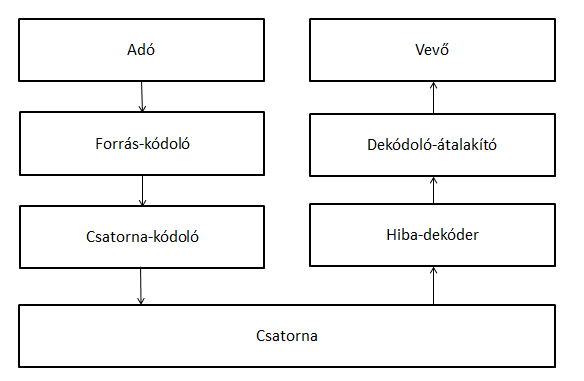 Adó
Forrás-kódoló
Csatorna-kódoló
Csatorna
Hiba-dekóder
Dekódoló-átalakító
Vevő